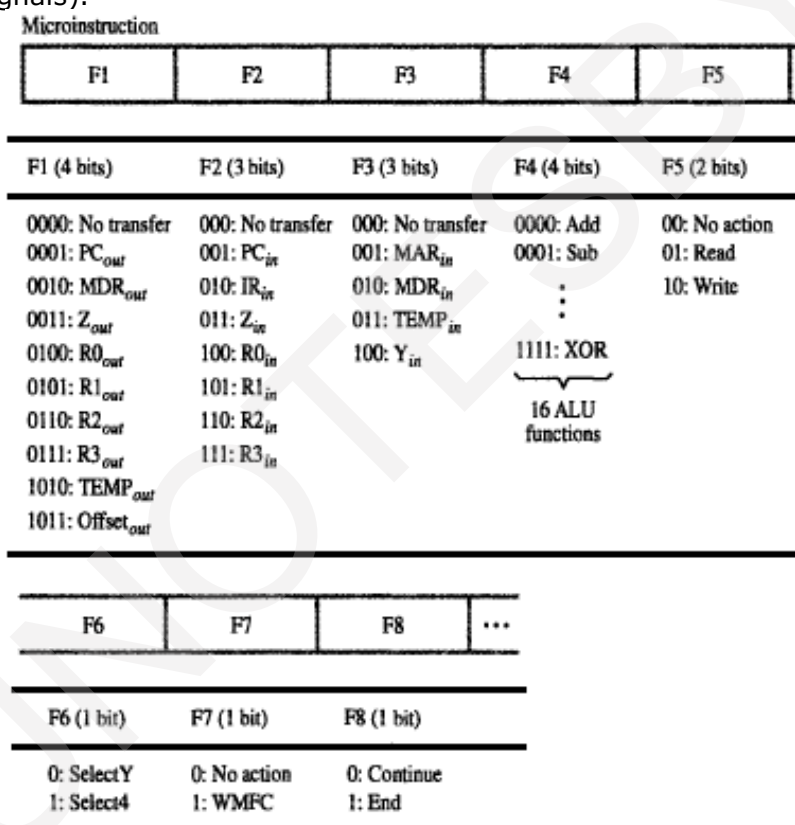 gnals).
Microinstruction
F1 F2 F3 F4 F5
F1 (4 bits) F2 (3 bits) F3 (3 bits) F4 (4 bits) F5 (2 bits)
0000: No transfer 000: No transfer 000: No transfer 0000: Add 00: No action
0001: PCout 001: PCin 001: MARin 0001: Sub 01: Read
0010: MDRout 010: IRin 010: MDRin ⋮ 10: Write
0011: Zout 011: Zin 011: TEMPin
0100: R0out 100: R0in 100: Yin 1111: XOR
0101: R1out 101: R1in 16 ALU
0110: R2out 110: R2in functions
0111: R3out 111: R3in
1010: TEMPout
1011: Offsetout
F6 F7 F8 ...
F6 (1 bit) F7 (1 bit) F8 (1 bit)
0: SelectY 0: No action 0: Continue
1: Select4 1: WMFC 1: End
UNOTESBY